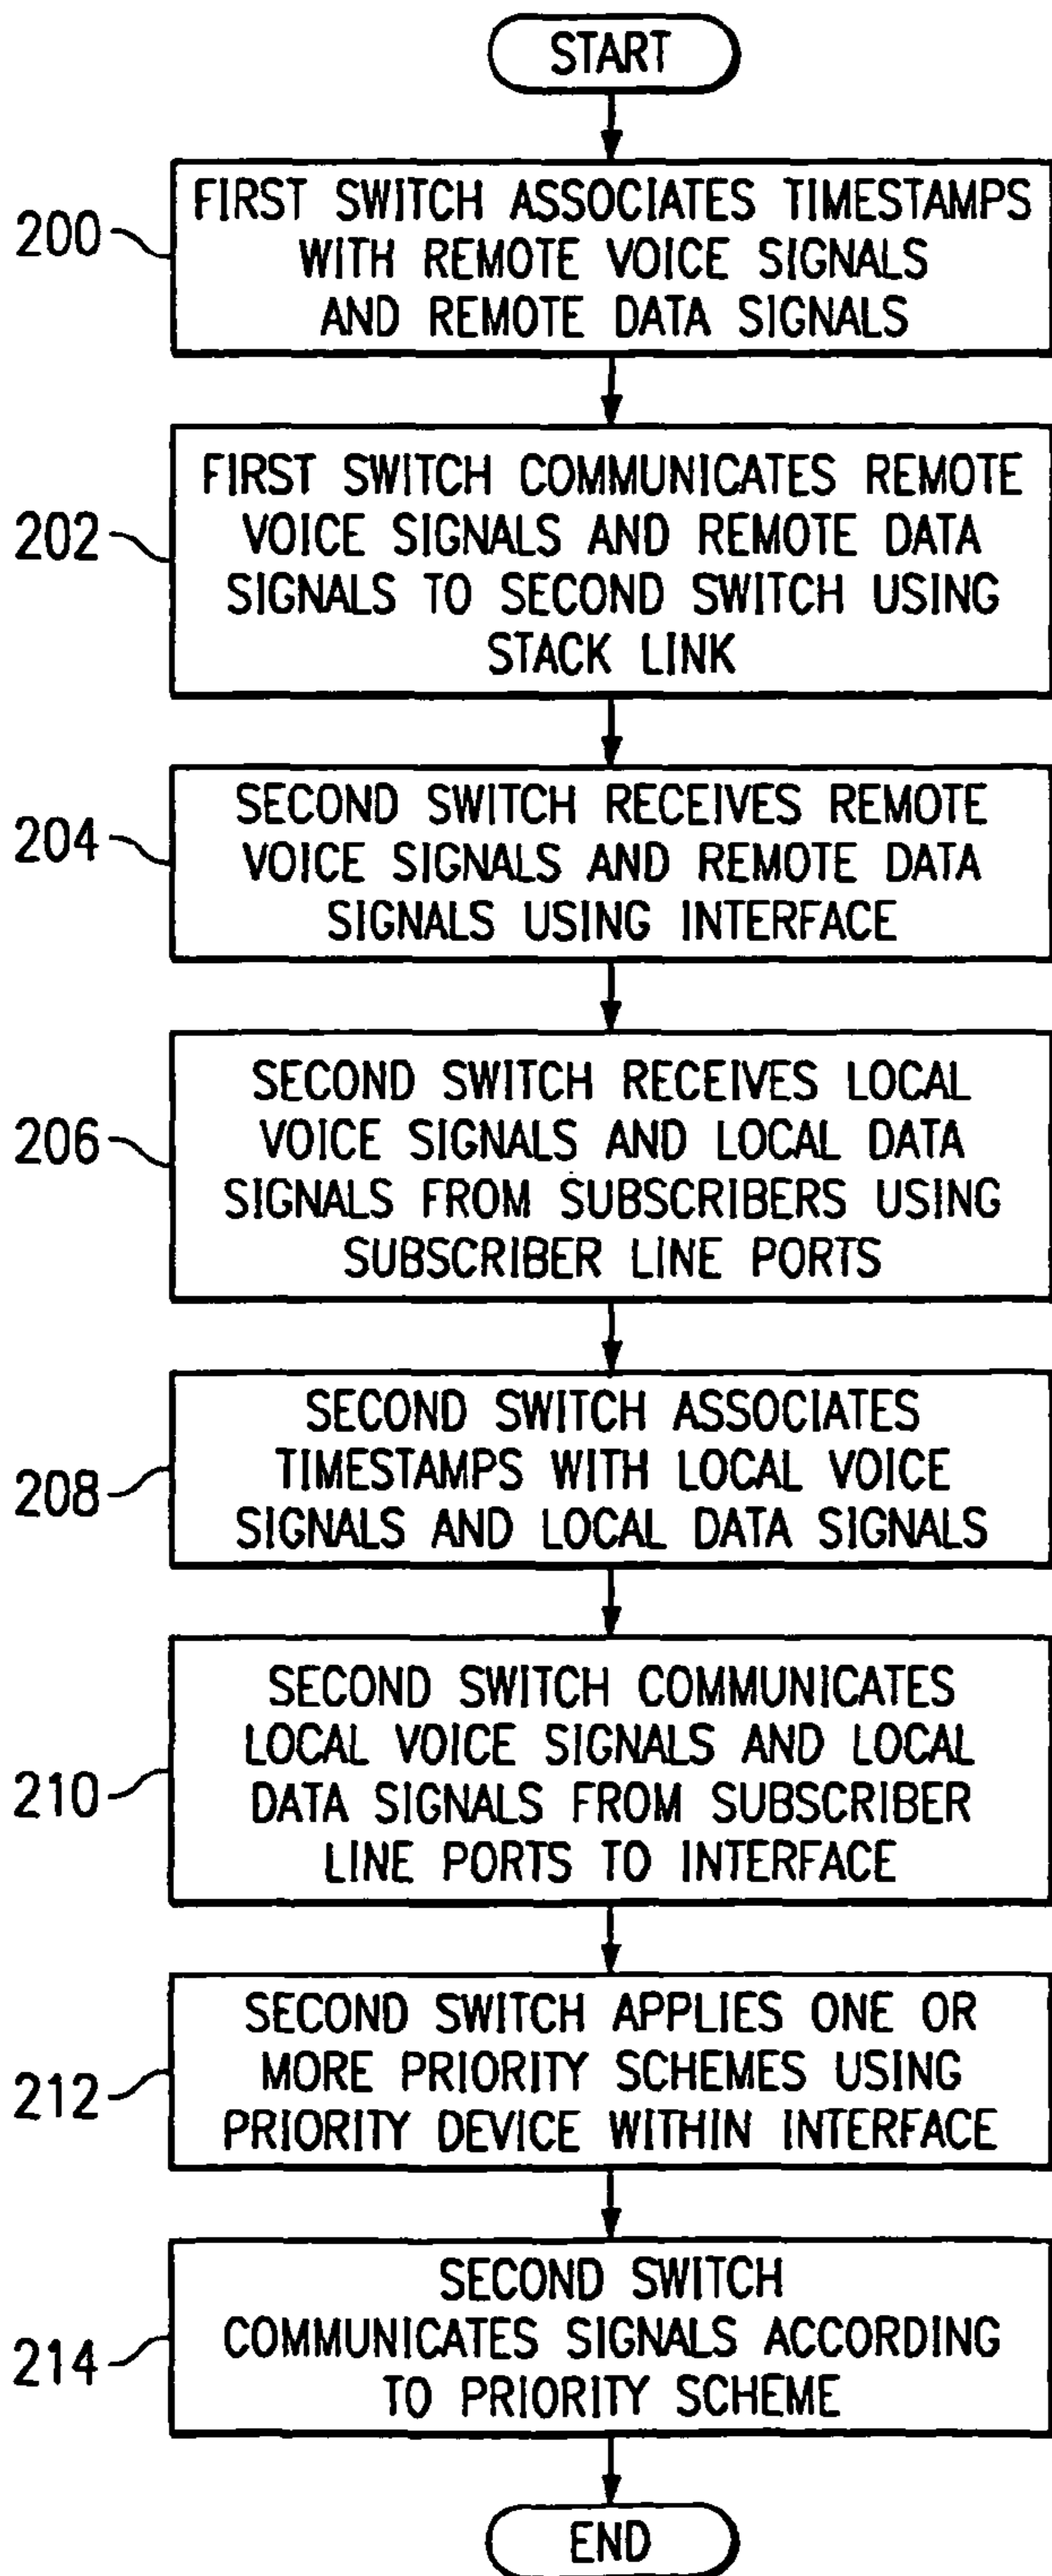 START
200
FIRST SWITCH ASSOCIATES TIMESTAMPS
WITH REMOTE VOICE SIGNALS
AND REMOTE DATA SIGNALS
202
FIRST SWITCH COMMUNICATES REMOTE
VOICE SIGNALS AND REMOTE DATA
SIGNALS TO SECOND SWITCH USING
STACK LINK
204
SECOND SWITCH RECEIVES REMOTE
VOICE SIGNALS AND REMOTE DATA
SIGNALS USING INTERFACE
206
SECOND SWITCH RECEIVES LOCAL
VOICE SIGNALS AND LOCAL DATA
SIGNALS FROM SUBSCRIBERS USING
SUBSCRIBER LINE PORTS
208
SECOND SWITCH ASSOCIATES
TIMESTAMPS WITH LOCAL VOICE
SIGNALS AND LOCAL DATA SIGNALS
210
SECOND SWITCH COMMUNICATES
LOCAL VOICE SIGNALS AND LOCAL
DATA SIGNALS FROM SUBSCRIBER
LINE PORTS TO INTERFACE
212
SECOND SWITCH APPLIES ONE OR
MORE PRIORITY SCHEMES USING
PRIORITY DEVICE WITHIN INTERFACE
214
SECOND SWITCH
COMMUNICATES SIGNALS ACCORDING
TO PRIORITY SCHEME
END